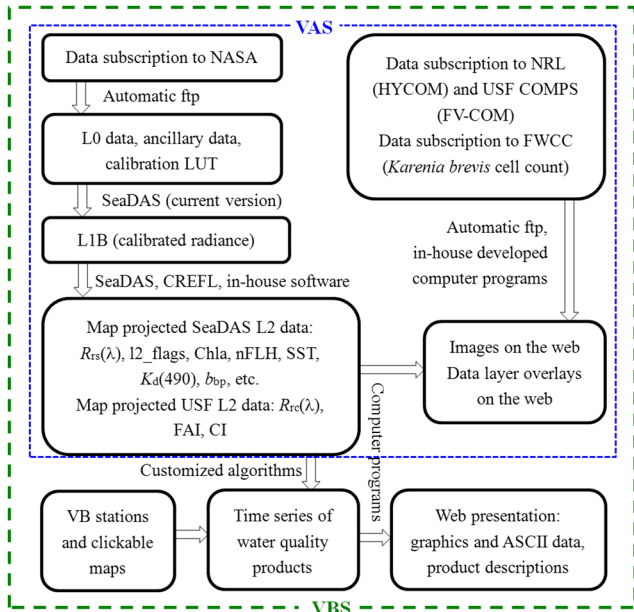 VAS
Data subscription to NASA
Automatic ftp
L0 data, ancillary data,
calibration LUT
SeaDAS (current version)
L1B (calibrated radiance)
SeaDAS, CREFL, in-house software
Map projected SeaDAS L2 data:
Rrs(λ), l2_flags, Chla, nFLH, SST,
Kd(490), bbp, etc.
Map projected USF L2 data: Rrc(λ),
FAI, CI
Data subscription to NRL
(HYCOM) and USF COMPS
(FV-COM)
Data subscription to FWCC
(Karenia brevis cell count)
Automatic ftp,
in-house developed
computer programs
Images on the web
Data layer overlays
on the web
Customized algorithms
Computer programs
VB stations
and clickable
maps
Time series of
water quality
products
Web presentation:
graphics and ASCII data,
product descriptions
VBS